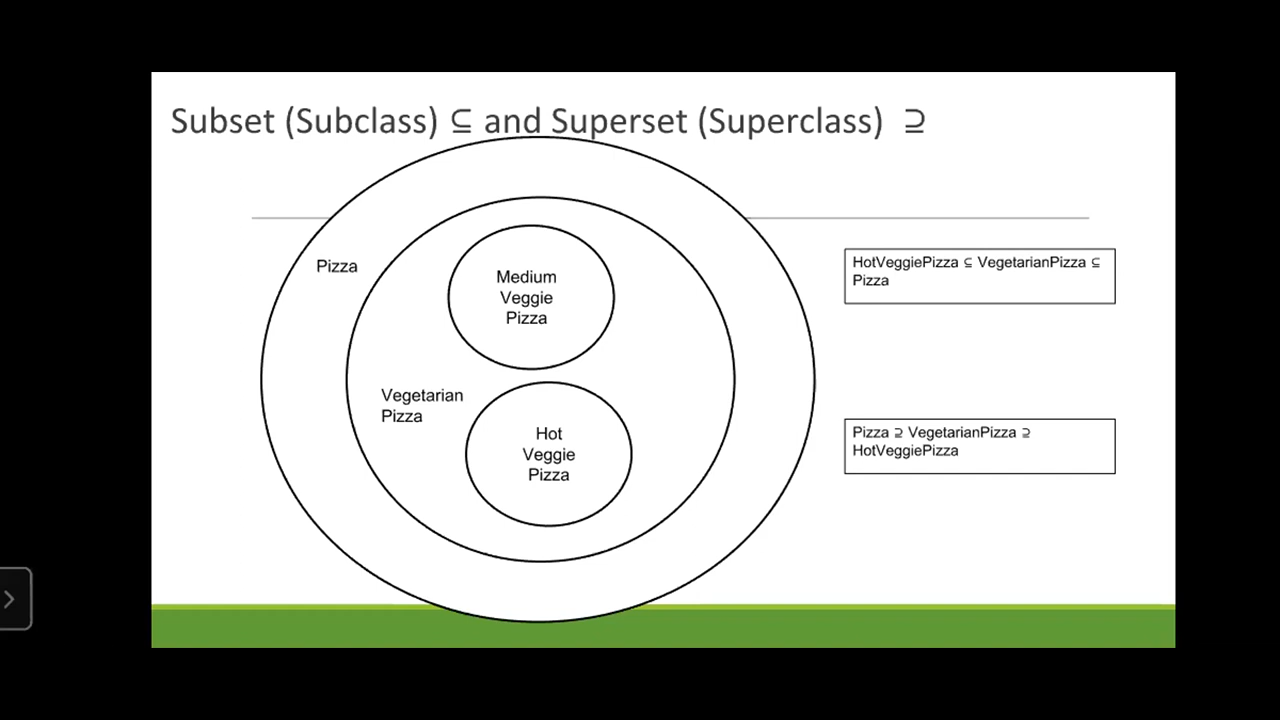 Subset (Subclass) ⊆ and Superset (Superclass) ⊇
Pizza
Medium
Veggie
Pizza
Vegetarian
Pizza
Hot
Veggie
Pizza
HotVeggiePizza ⊆ VegetarianPizza ⊆
Pizza
Pizza ⊇ VegetarianPizza ⊇
HotVeggiePizza